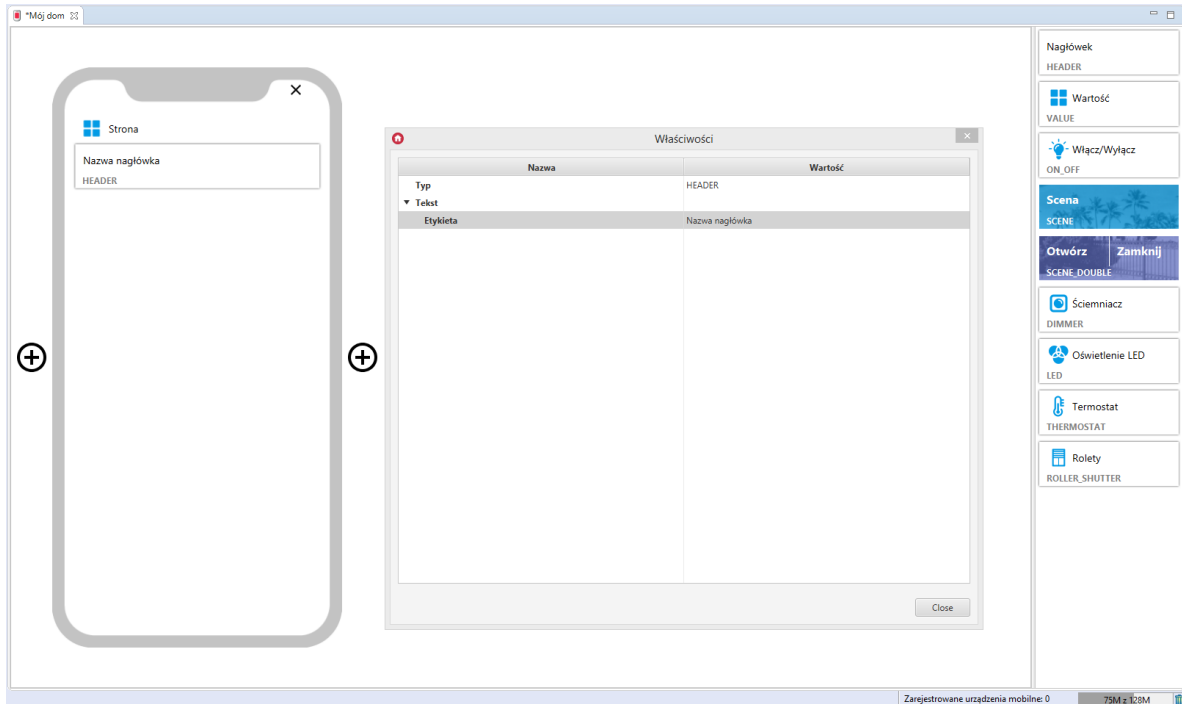 *Mój dom
Strona
Nazwa nagłówka
HEADER
Właściwości
Nazwa Wartość
Typ HEADER
Tekst
Etykieta Nazwa nagłówka
Close
Nagłówek
HEADER
Wartość
VALUE
Włącz/Wyłącz
ON_OFF
Scena
SCENE
Otwórz Zamknij
SCENE_DOUBLE
Ściemniacz
DIMMER
Oświetlenie LED
LED
Termostat
THERMOSTAT
Rolety
ROLLER_SHUTTER
Zarejestrowane urządzenia mobilne: 0 75M z 128M